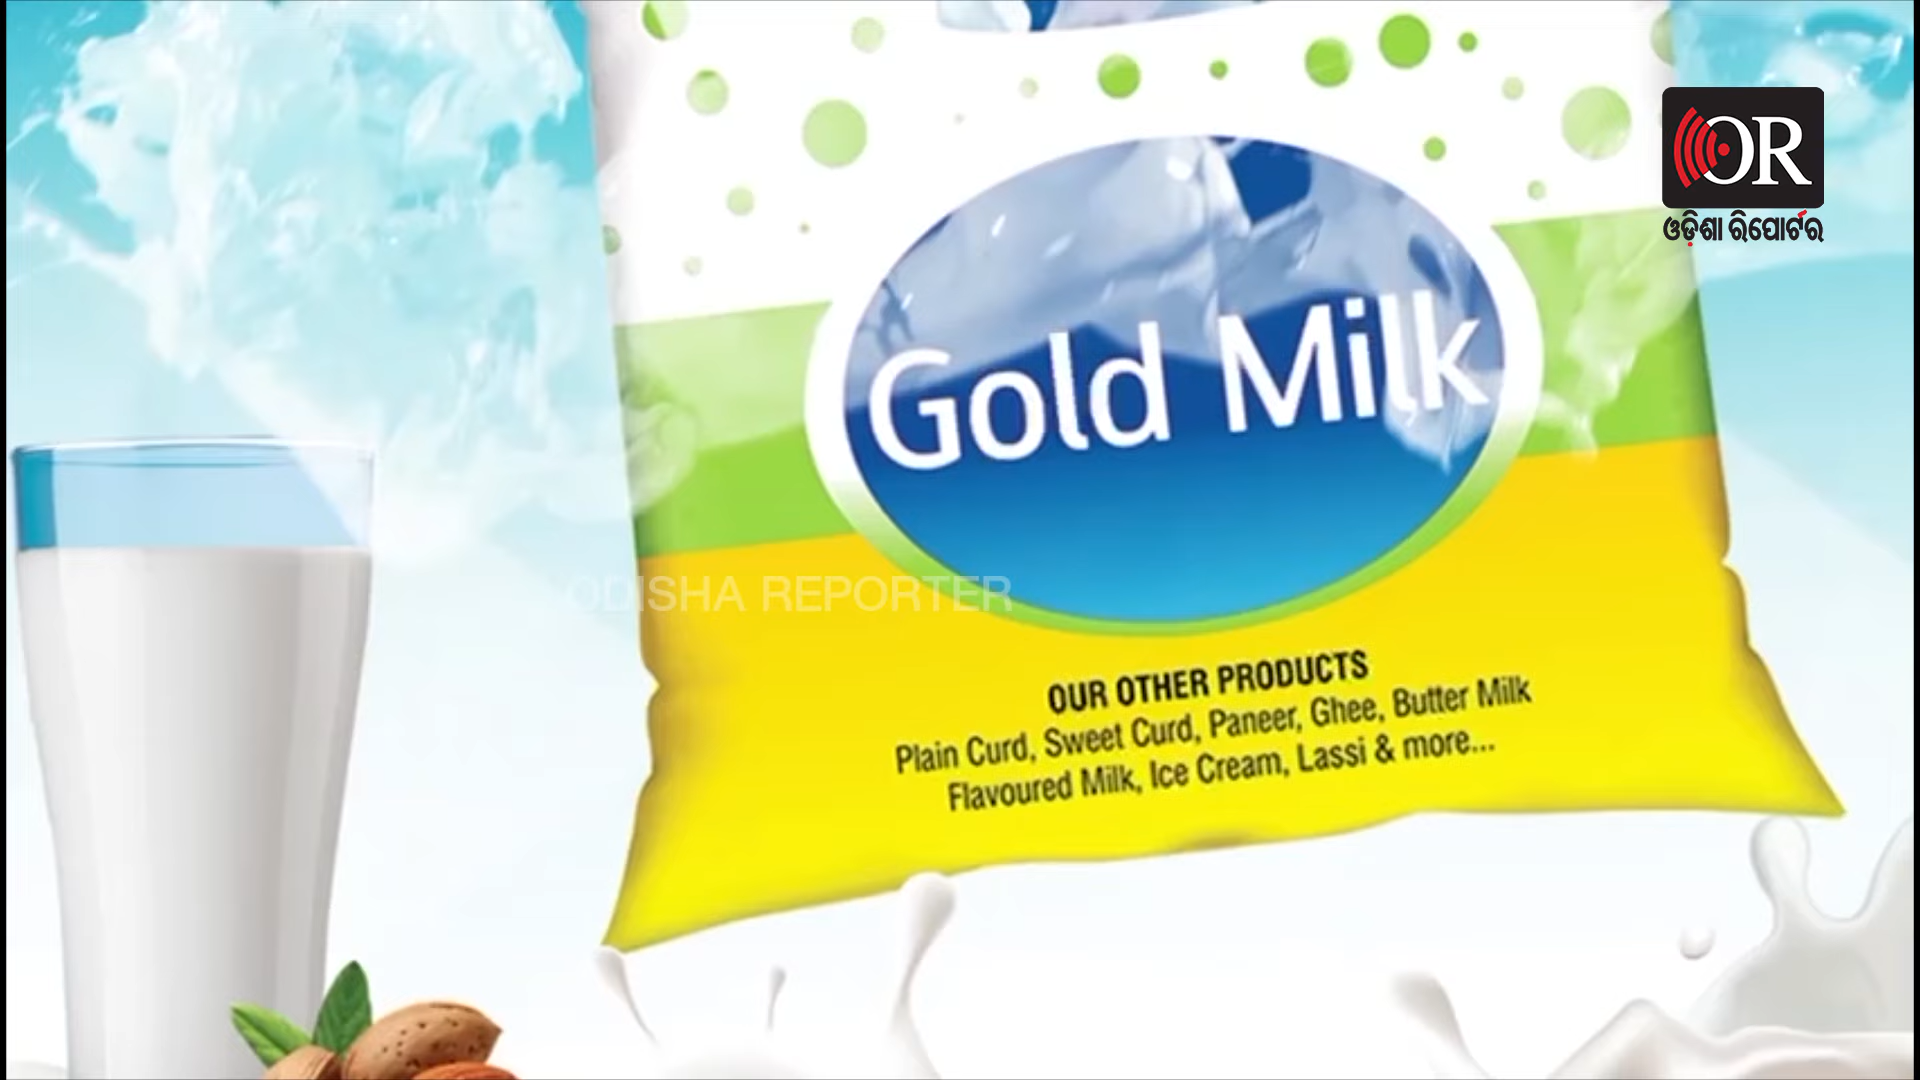 OR
ଓଡ଼ିଶା ରିପୋର୍ଟର
Gold Milk
ODISHA REPORTER
OUR OTHER PRODUCTS
Plain Curd, Sweet Curd, Paneer, Ghee, Butter Milk
Flavoured Milk, Ice Cream, Lassi & more...